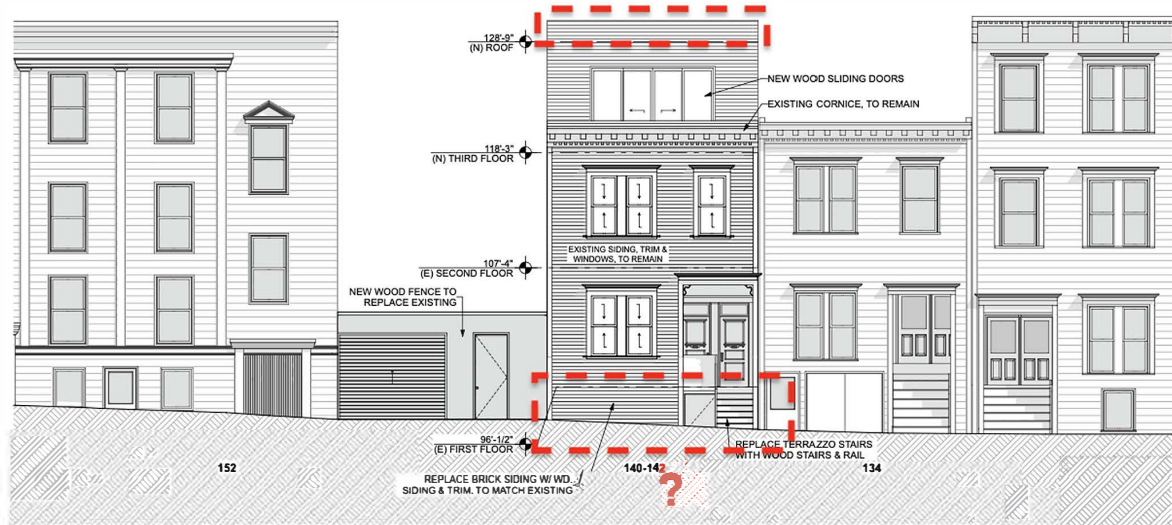 128'-9"
(N) ROOF
NEW WOOD SLIDING DOORS
EXISTING CORNICE, TO REMAIN
118'-3"
(N) THIRD FLOOR
EXISTING SIDING, TRIM &
WINDOWS, TO REMAIN
107'-4"
(E) SECOND FLOOR
NEW WOOD FENCE TO
REPLACE EXISTING
96'-1/2"
(E) FIRST FLOOR
REPLACE TERRAZZO STAIRS
WITH WOOD STAIRS & RAIL
152
140-142
134
REPLACE BRICK SIDING W/ WD.
SIDING & TRIM. TO MATCH EXISTING
?